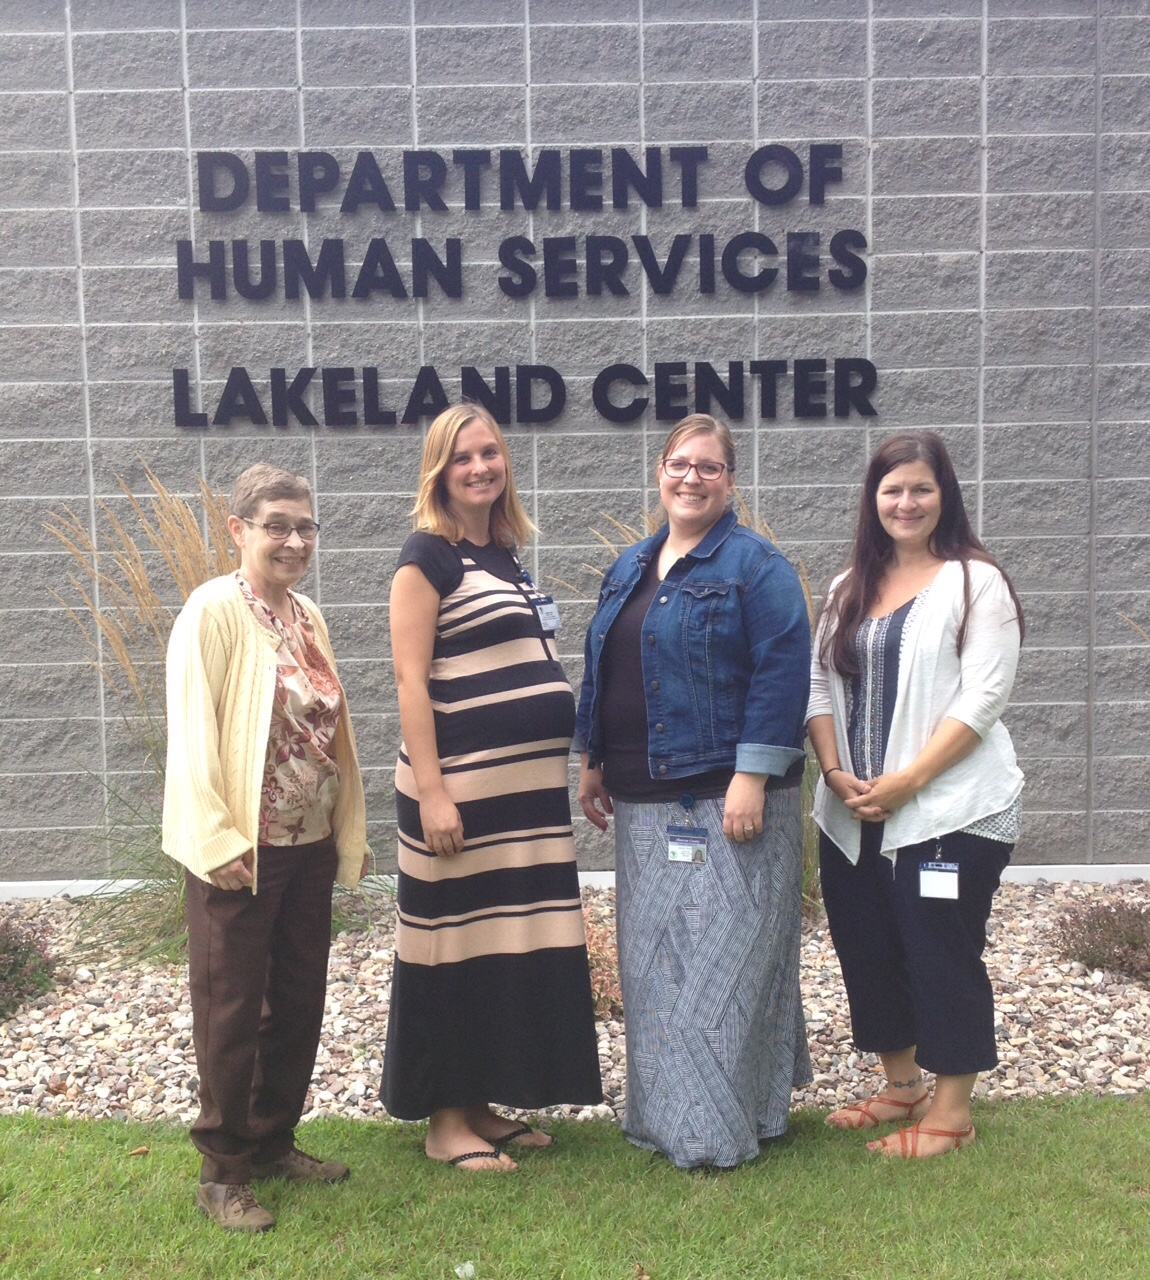 DEPARTMENT OF
HUMAN SERVICES
LAKELAND CENTER